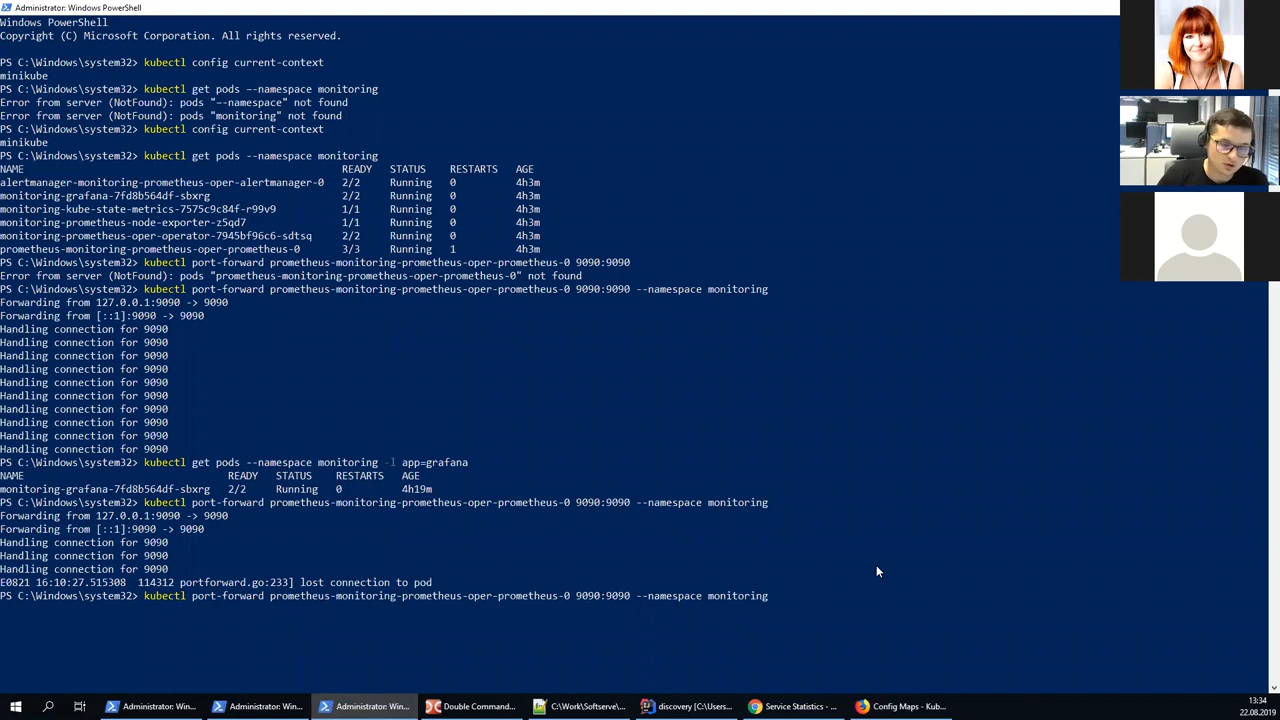 Administrator: Windows PowerShell
Windows PowerShell
Copyright (C) Microsoft Corporation. All rights reserved.
PS C:\Windows\system32> kubectl config current-context
minikube
PS C:\Windows\system32> kubectl get pods –-namespace monitoring
Error from server (NotFound): pods "–-namespace" not found
Error from server (NotFound): pods "monitoring" not found
PS C:\Windows\system32> kubectl config current-context
minikube
PS C:\Windows\system32> kubectl get pods --namespace monitoring
NAME READY STATUS RESTARTS AGE
alertmanager-monitoring-prometheus-oper-alertmanager-0 2/2 Running 0 4h3m
monitoring-grafana-7fd8b564df-sbxrg 2/2 Running 0 4h3m
monitoring-kube-state-metrics-7575c9c84f-r99v9 1/1 Running 0 4h3m
monitoring-prometheus-node-exporter-z5qd7 1/1 Running 0 4h3m
monitoring-prometheus-oper-operator-7945bf96c6-sdtsq 2/2 Running 0 4h3m
prometheus-monitoring-prometheus-oper-prometheus-0 3/3 Running 1 4h3m
PS C:\Windows\system32> kubectl port-forward prometheus-monitoring-prometheus-oper-prometheus-0 9090:9090
Error from server (NotFound): pods "prometheus-monitoring-prometheus-oper-prometheus-0" not found
PS C:\Windows\system32> kubectl port-forward prometheus-monitoring-prometheus-oper-prometheus-0 9090:9090 --namespace monitoring
Forwarding from 127.0.0.1:9090 -> 9090
Forwarding from [::1]:9090 -> 9090
Handling connection for 9090
Handling connection for 9090
Handling connection for 9090
Handling connection for 9090
Handling connection for 9090
Handling connection for 9090
Handling connection for 9090
Handling connection for 9090
Handling connection for 9090
Handling connection for 9090
PS C:\Windows\system32> kubectl get pods --namespace monitoring -l app=grafana
NAME READY STATUS RESTARTS AGE
monitoring-grafana-7fd8b564df-sbxrg 2/2 Running 0 4h19m
PS C:\Windows\system32> kubectl port-forward prometheus-monitoring-prometheus-oper-prometheus-0 9090:9090 --namespace monitoring
Forwarding from 127.0.0.1:9090 -> 9090
Forwarding from [::1]:9090 -> 9090
Handling connection for 9090
Handling connection for 9090
Handling connection for 9090
E0821 16:10:27.515308 114312 portforward.go:233] lost connection to pod
PS C:\Windows\system32> kubectl port-forward prometheus-monitoring-prometheus-oper-prometheus-0 9090:9090 --namespace monitoring
Administrator: Win...
Administrator: Win...
Administrator: Win...
Double Command...
C:\Work\Softserve\...
discovery [C:\Users...
Service Statistics - ...
Config Maps - Kub...
13:34
22.08.2019